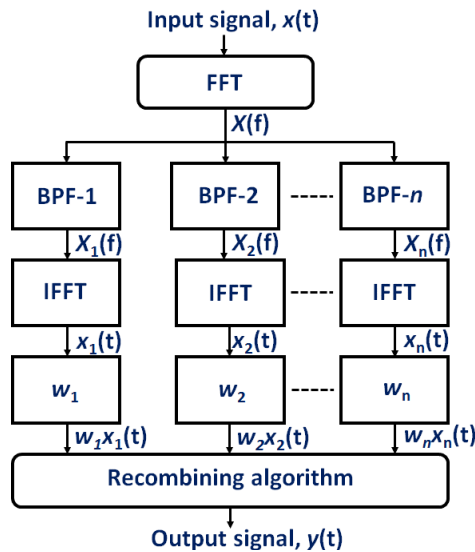 Input signal, x(t)
FFT
X(f)
BPF-1 BPF-2 BPF-n
X₁(f) X₂(f) Xₙ(f)
IFFT IFFT IFFT
x₁(t) x₂(t) xₙ(t)
w₁ w₂ wₙ
w₁x₁(t) w₂x₂(t) wₙxₙ(t)
Recombining algorithm
Output signal, y(t)